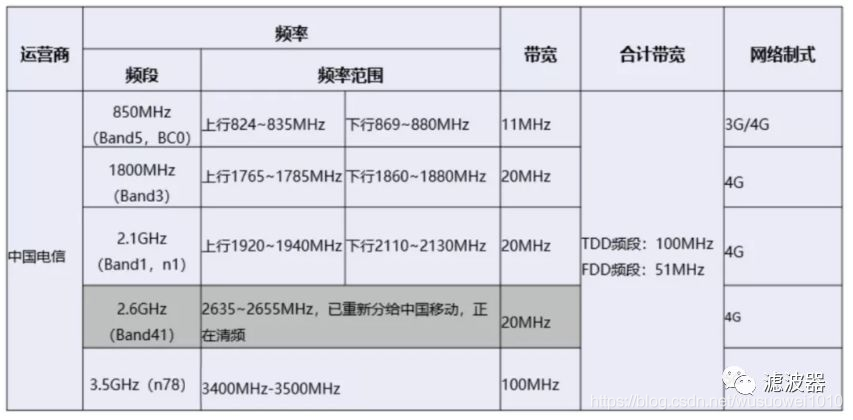 运营商
频率
带宽
合计带宽
网络制式
频段
频率范围
中国电信
850MHz
（Band5，BC0）
上行824~835MHz
下行869~880MHz
11MHz
3G/4G
1800MHz
（Band3）
上行1765~1785MHz
下行1860~1880MHz
20MHz
4G
2.1GHz
（Band1，n1）
上行1920~1940MHz
下行2110~2130MHz
20MHz
TDD频段：100MHz
FDD频段：51MHz
4G
2.6GHz
（Band41）
2635~2655MHz，已重新分给中国移动，正
在清频
20MHz
4G
3.5GHz（n78）
3400MHz-3500MHz
100MHz
滤波器
https://blog.csdn.net/wusuowei1010